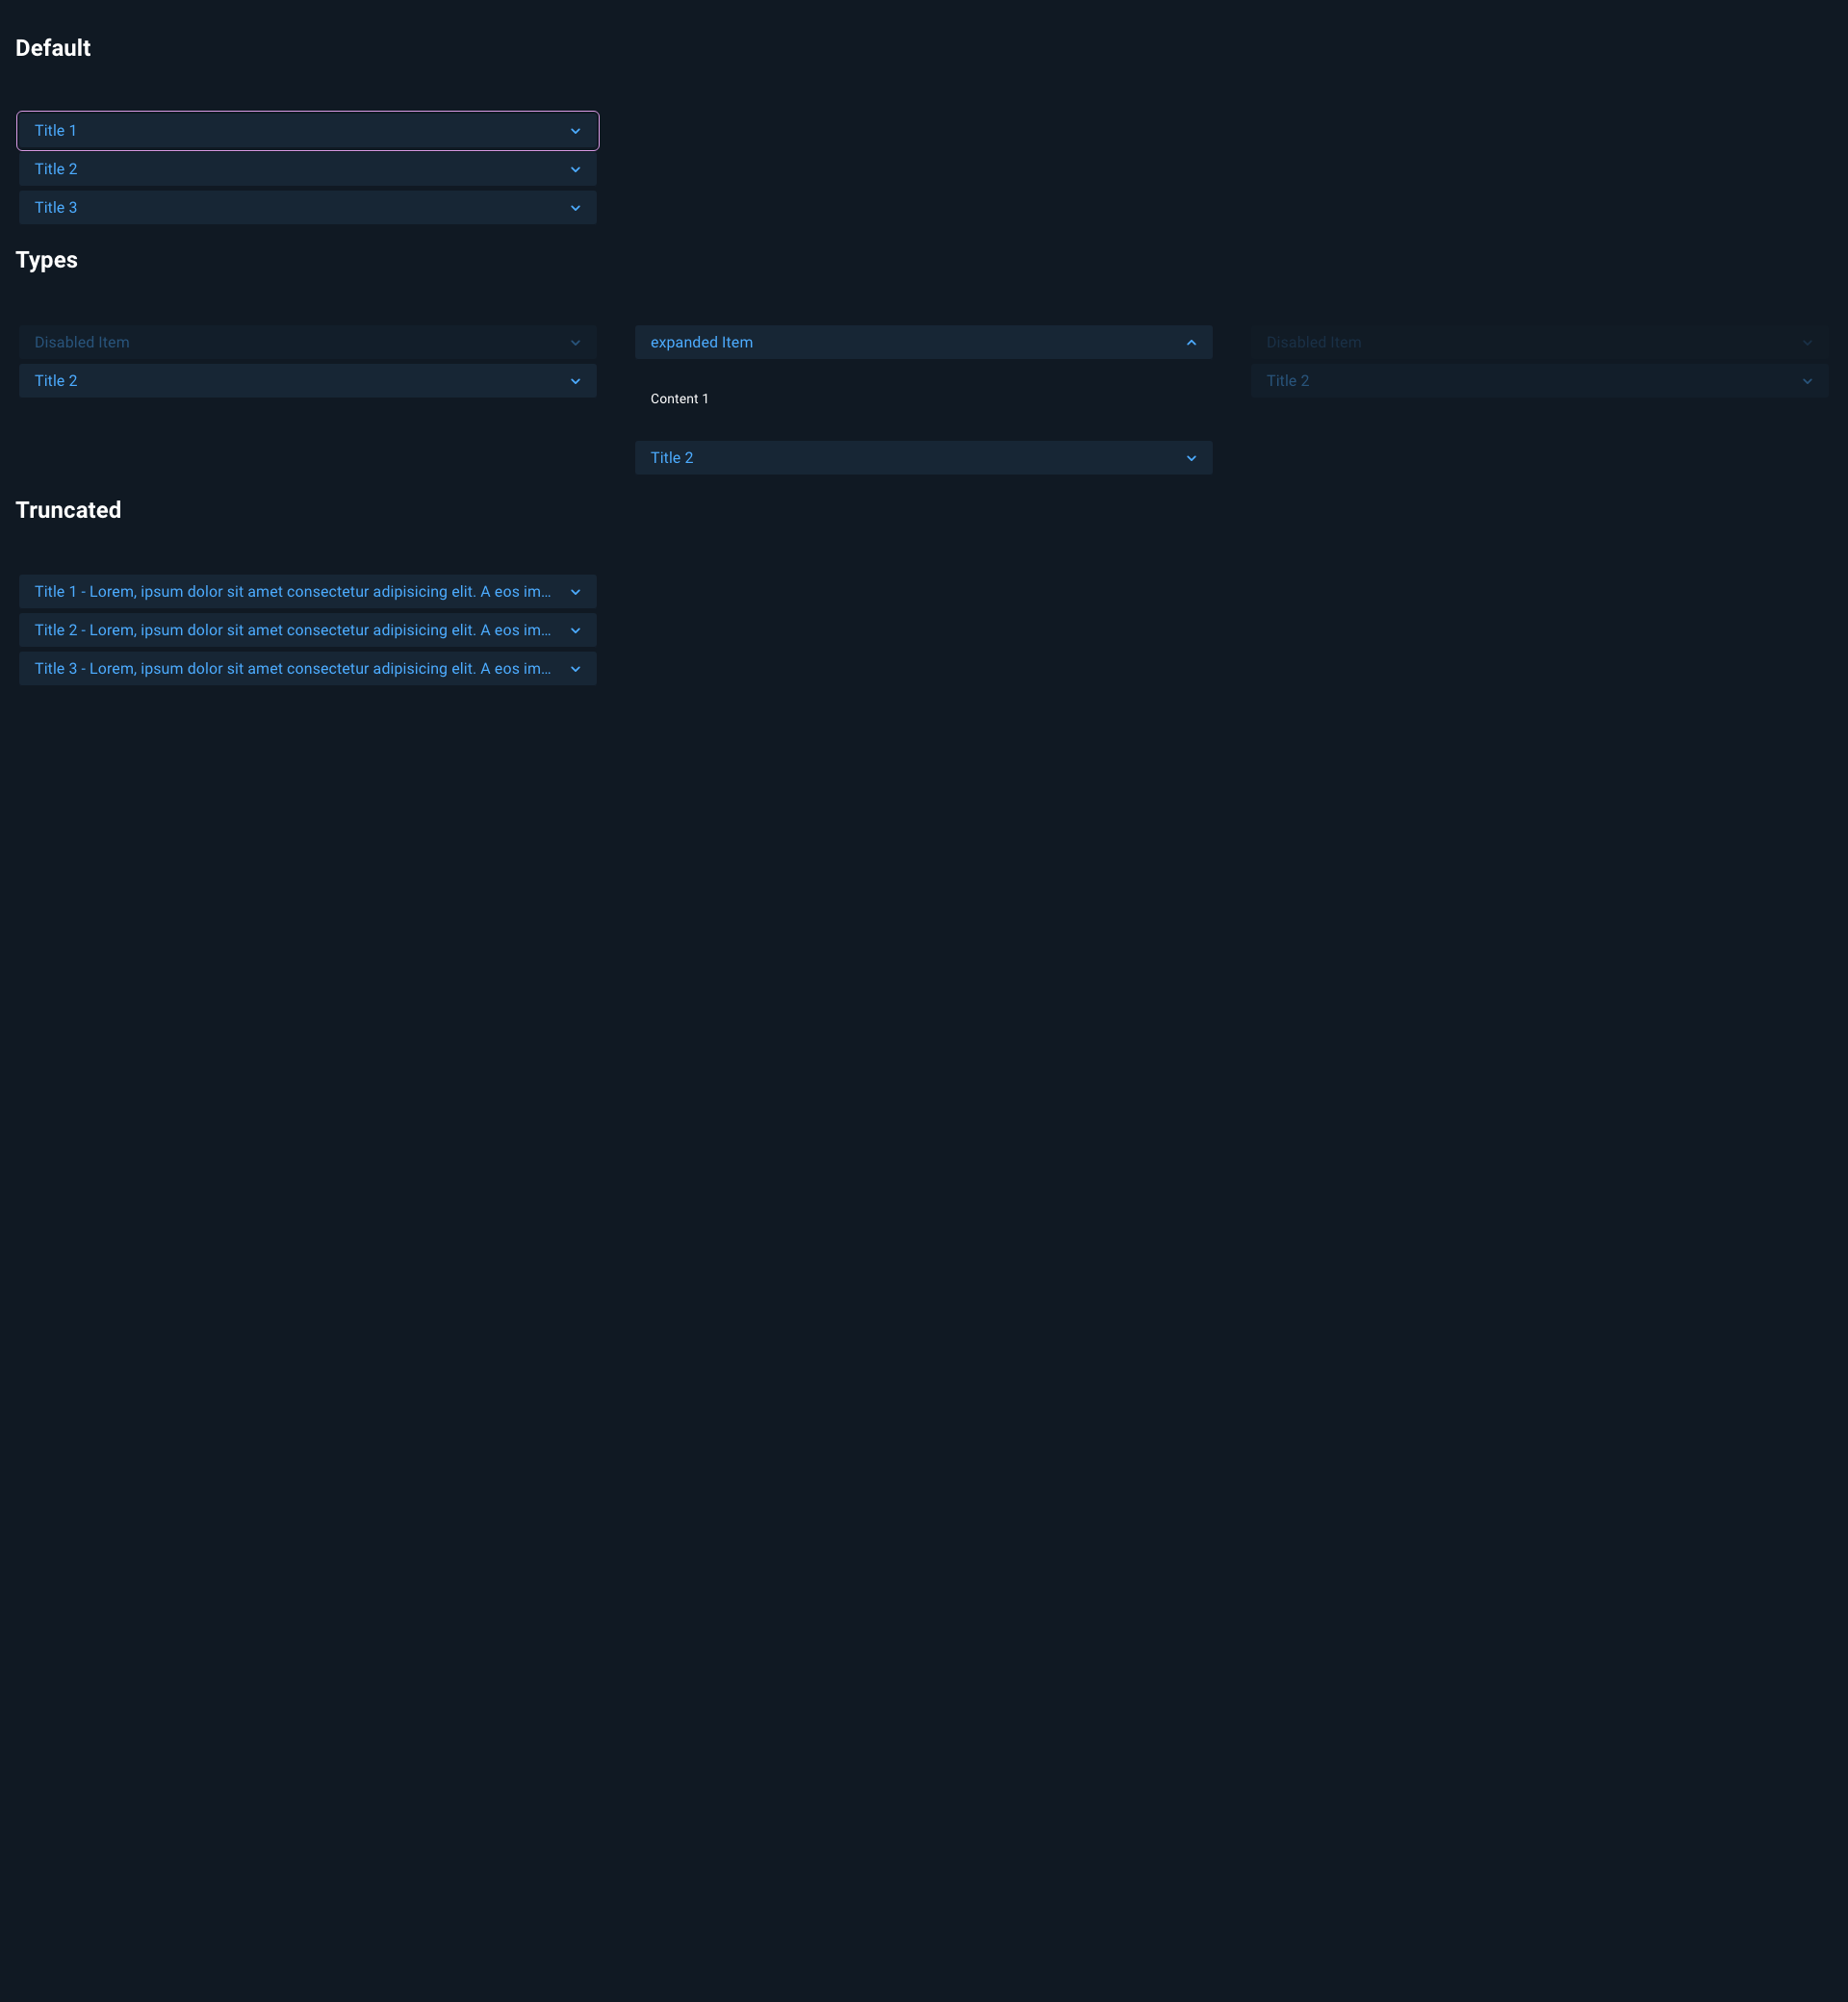 Default
Title 1
Title 2
Title 3
Types
Disabled Item
Title 2
expanded Item
Content 1
Title 2
Disabled Item
Title 2
Truncated
Title 1 - Lorem, ipsum dolor sit amet consectetur adipisicing elit. A eos im...
Title 2 - Lorem, ipsum dolor sit amet consectetur adipisicing elit. A eos im...
Title 3 - Lorem, ipsum dolor sit amet consectetur adipisicing elit. A eos im...